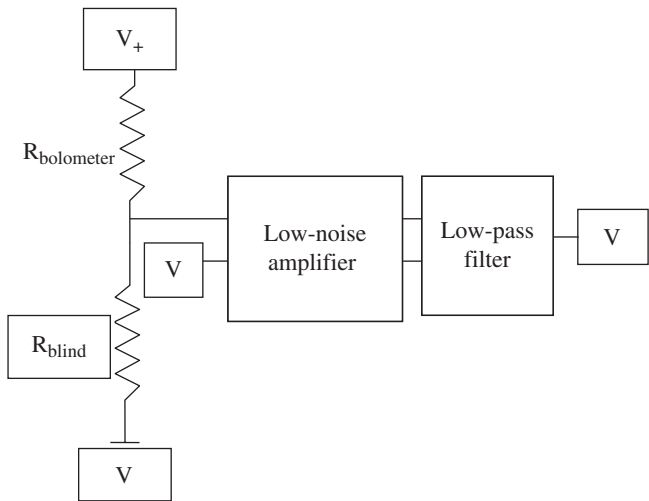 V+
Rbolometer
Low-noise
amplifier
Low-pass
filter
V
V
Rblind
V